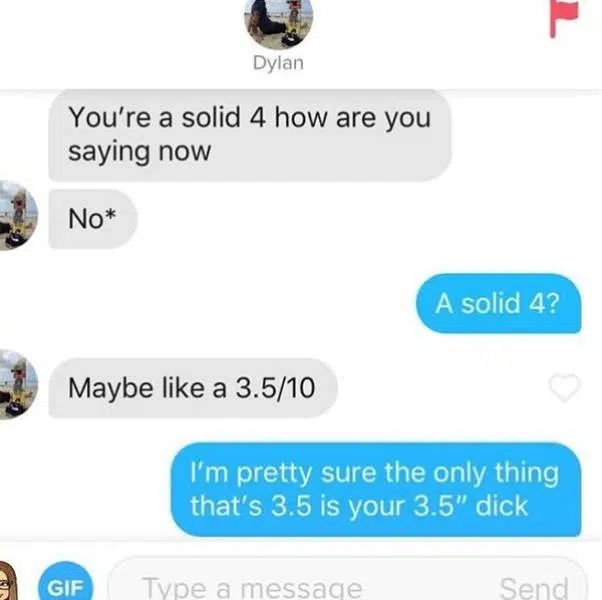 Dylan
You're a solid 4 how are you
saying now
No*
A solid 4?
Maybe like a 3.5/10
I'm pretty sure the only thing
that's 3.5 is your 3.5” dick
GIF
Type a message
Send